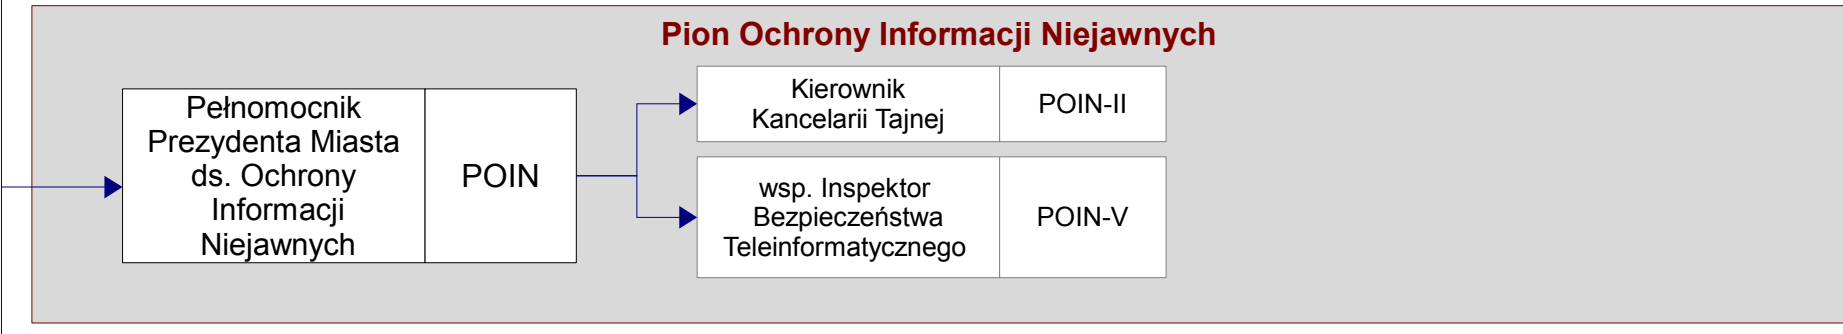 Pion Ochrony Informacji Niejawnych
Pełnomocnik
Prezydenta Miasta
ds. Ochrony
Informacji
Niejawnych
POIN
Kierownik
Kancelarii Tajnej
POIN-II
wsp. Inspektor
Bezpieczeństwa
Teleinformatycznego
POIN-V